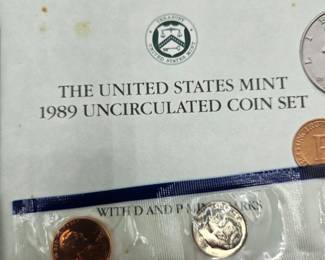 THE UNITED STATES MINT
1989 UNCIRCULATED COIN SET
WITH D AND P MINT MARKS